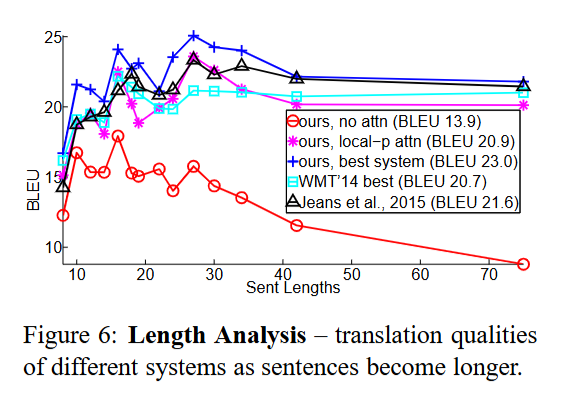 25
20
15
10
BLEU
ours, no attn (BLEU 13.9)
ours, local−p attn (BLEU 20.9)
ours, best system (BLEU 23.0)
WMT'14 best (BLEU 20.7)
Jeans et al., 2015 (BLEU 21.6)
10 20 30 40 50 60 70
Sent Lengths
Figure 6: Length Analysis – translation qualities
of different systems as sentences become longer.